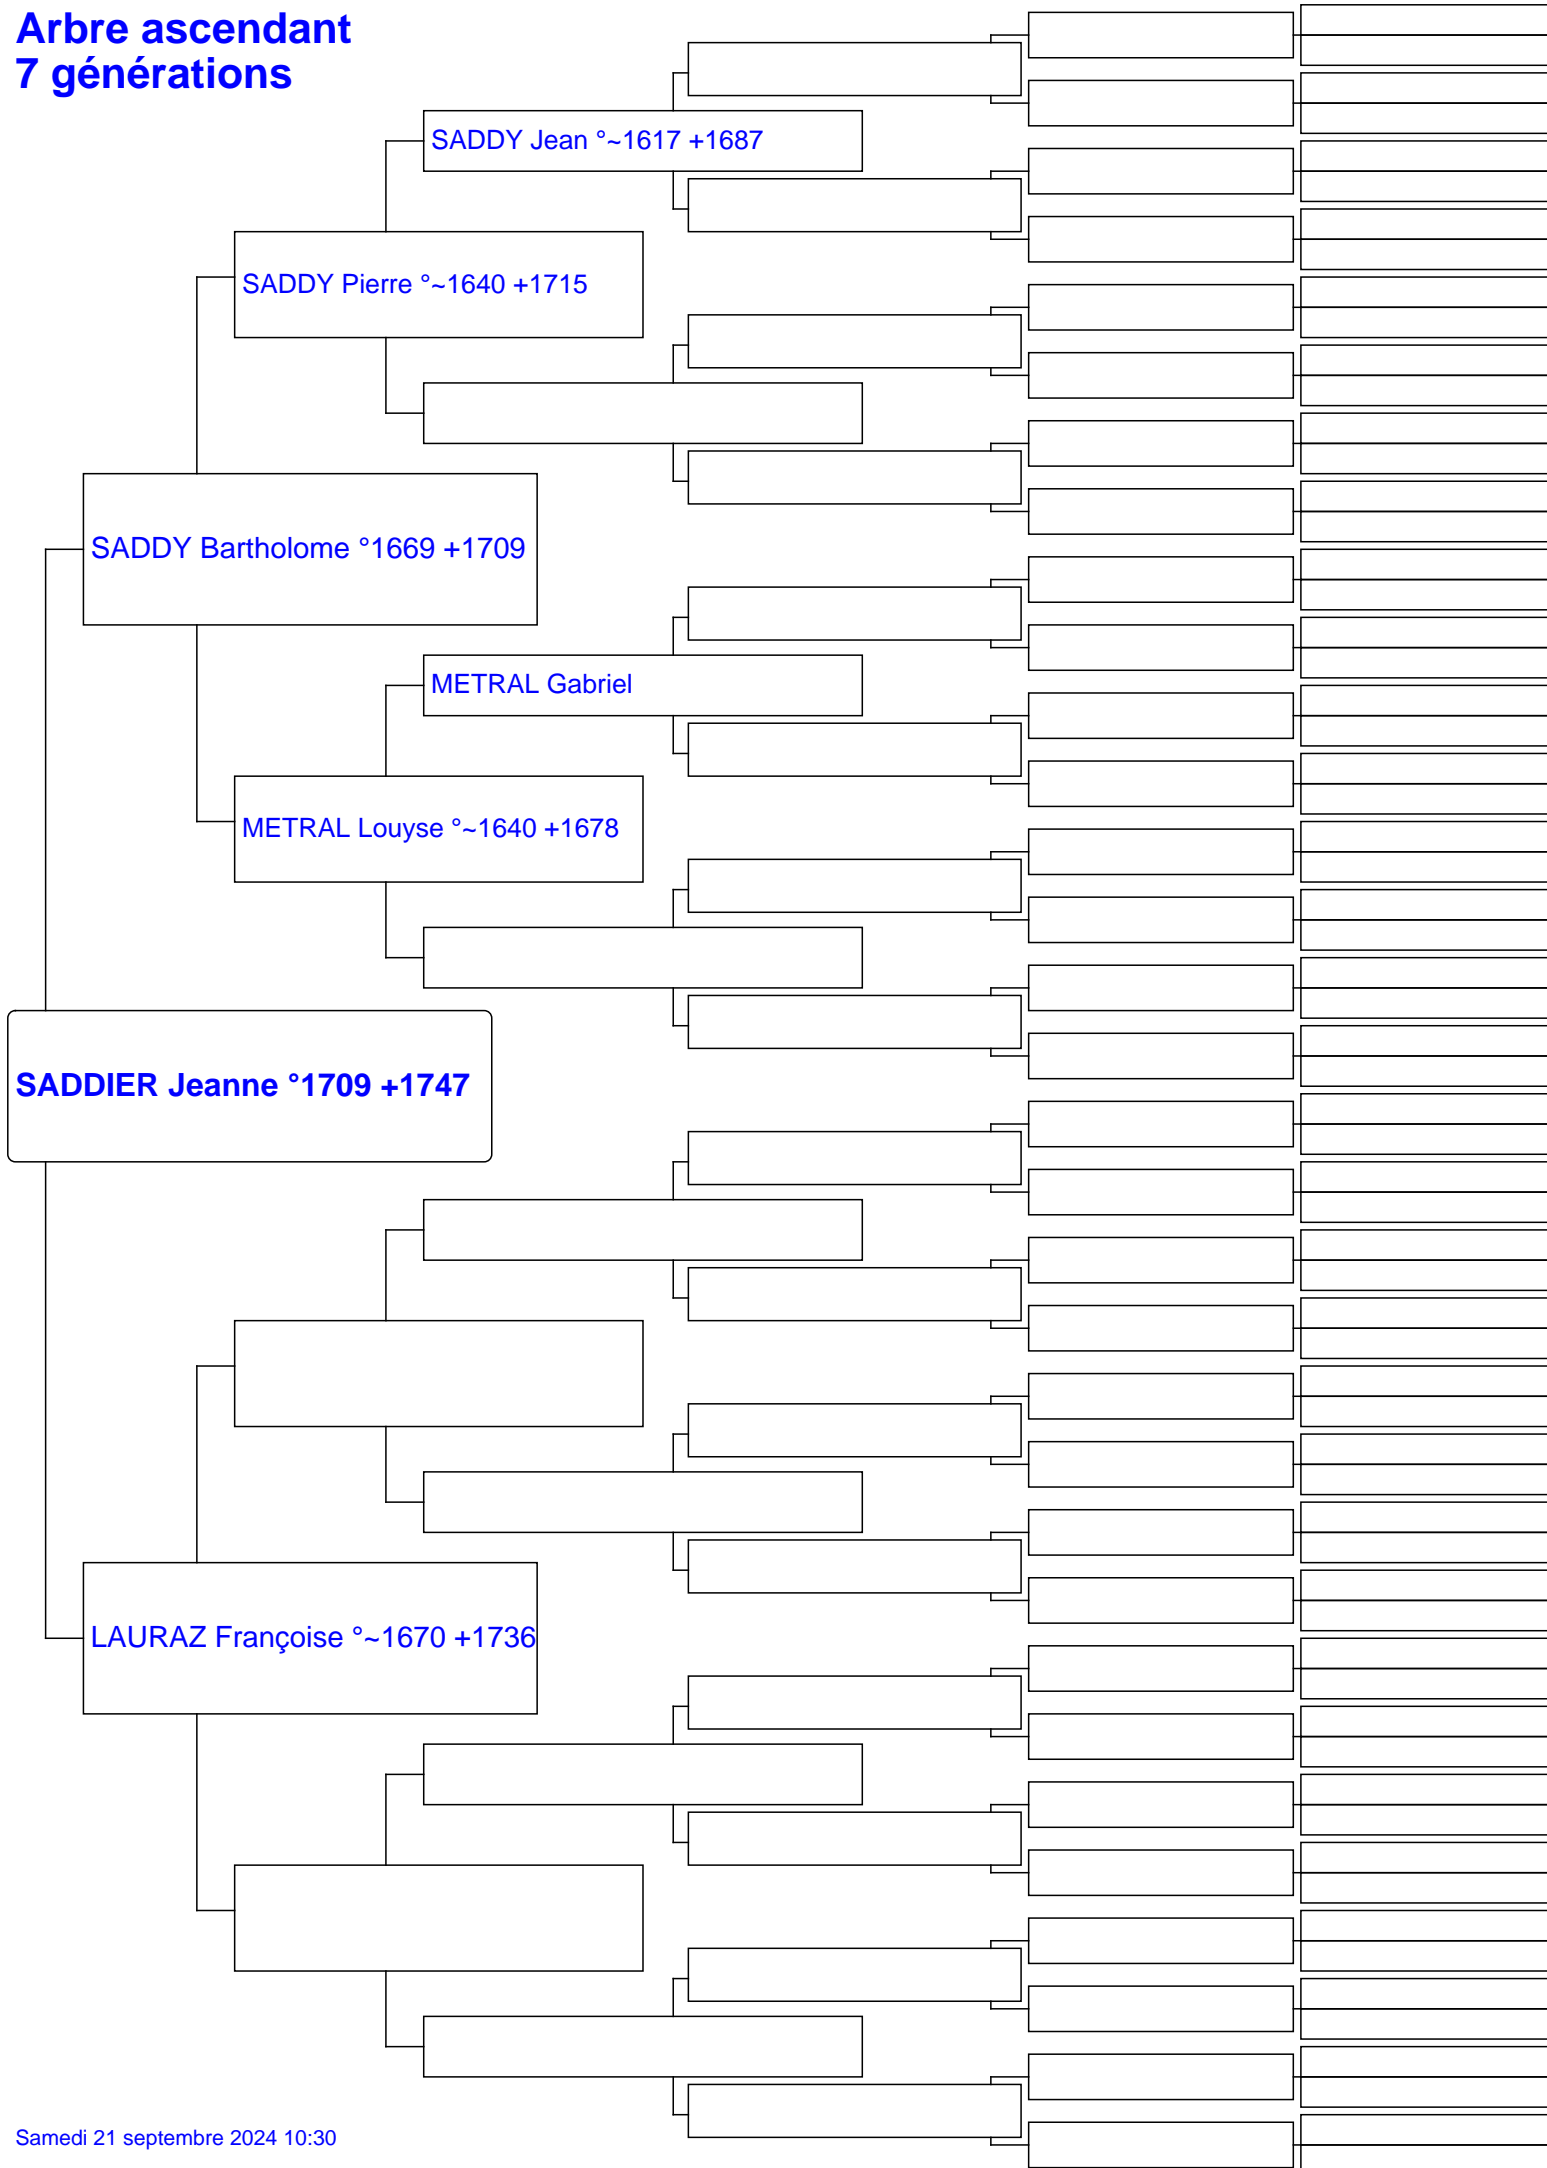 Arbre ascendant
7 générations
SADDY Jean °~1617 +1687
SADDY Pierre °~1640 +1715
SADDY Bartholome °1669 +1709
METRAL Gabriel
METRAL Louyse °~1640 +1678
SADDIER Jeanne °1709 +1747
LAURAZ Françoise °~1670 +1736
Samedi 21 septembre 2024 10:30